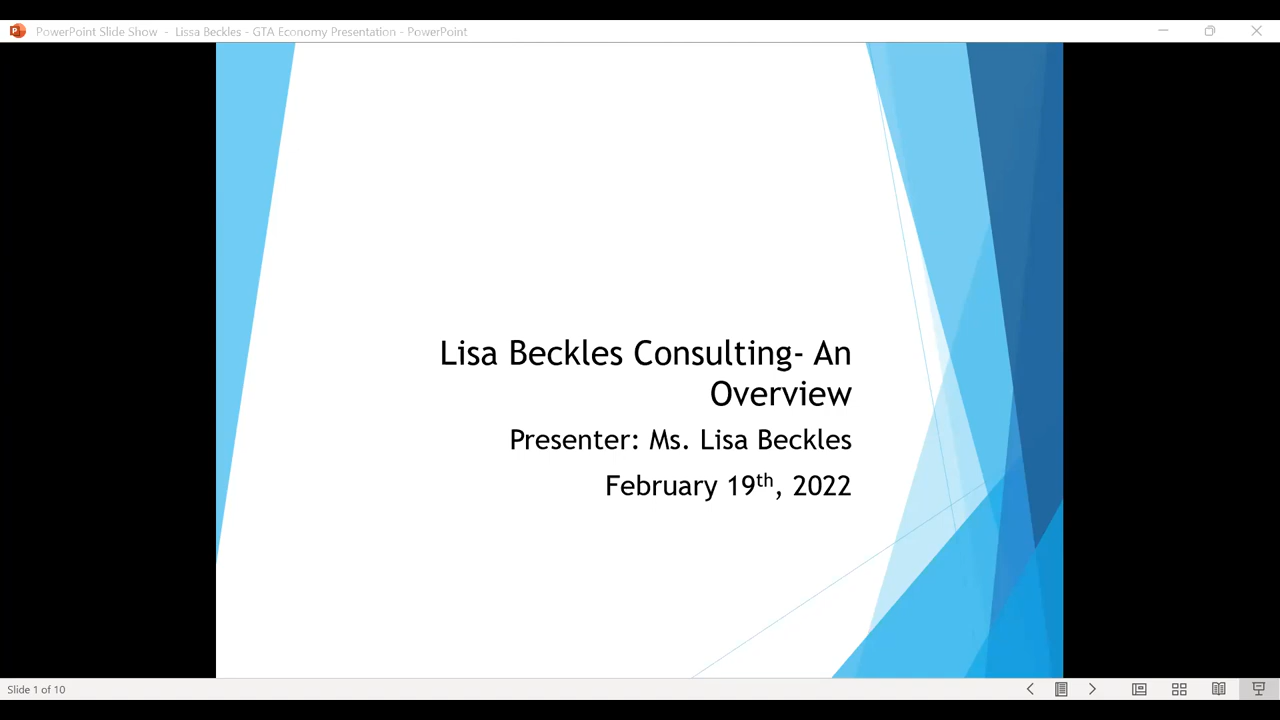 PowerPoint Slide Show - Lissa Beckles - GTA Economy Presentation - PowerPoint
Lisa Beckles Consulting- An
Overview
Presenter: Ms. Lisa Beckles
February 19th, 2022
Slide 1 of 10